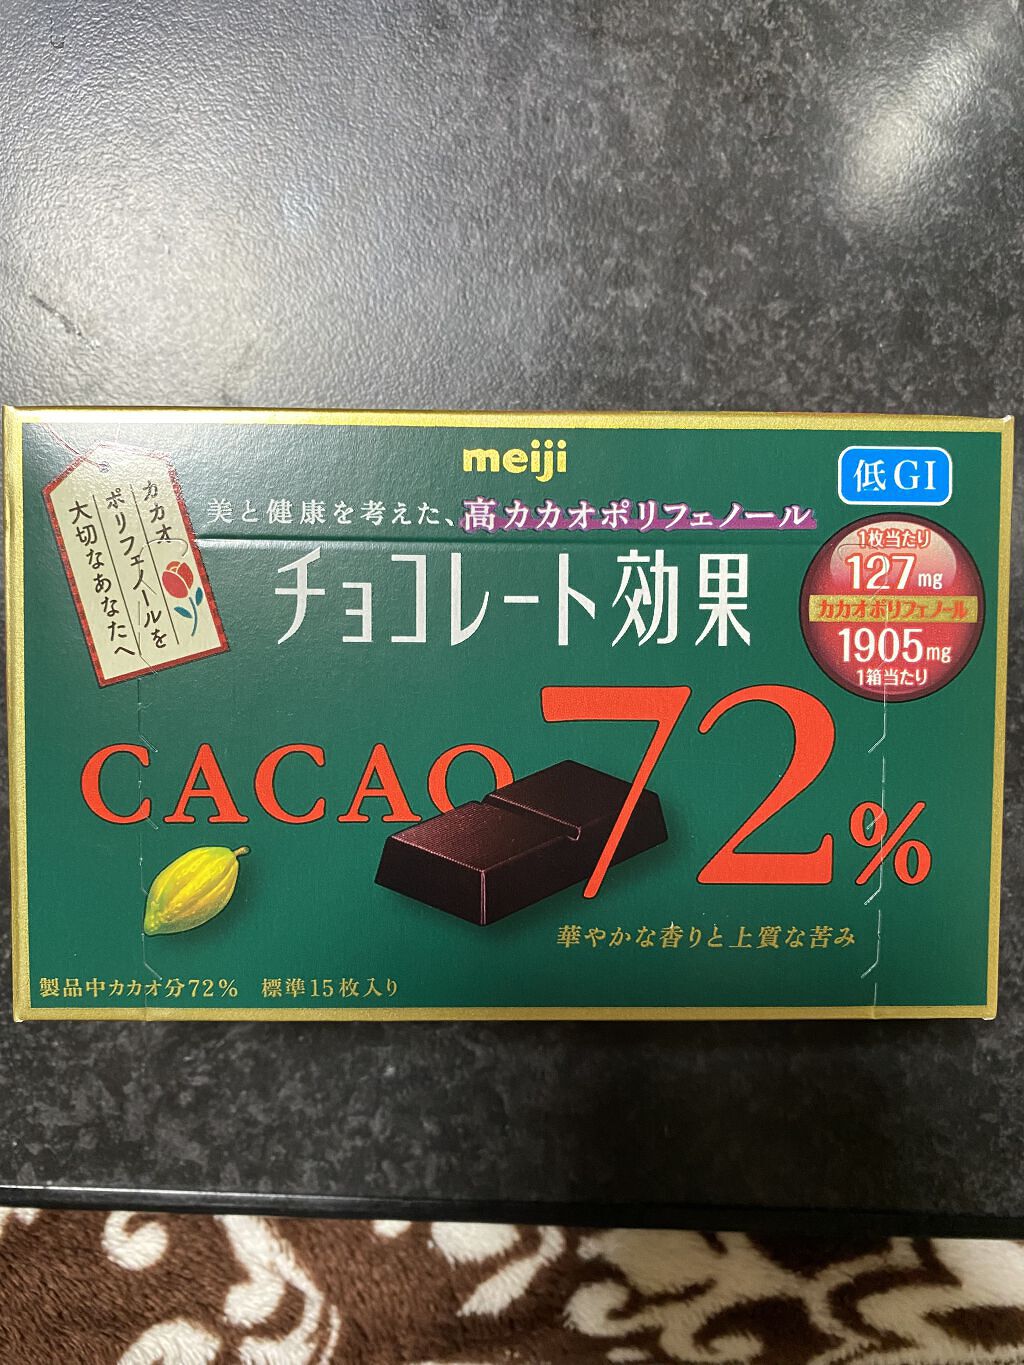 meiji
低GI
美と健康を考えた、高カカオポリフェノール
チョコレート効果
カカオ
ポリフェノールを
大切なあなたへ
1枚当たり
127mg
カカオポリフェノール
1905mg
1箱当たり
CACAO 72%
華やかな香りと上質な苦み
製品中カカオ分72% 標準15枚入り